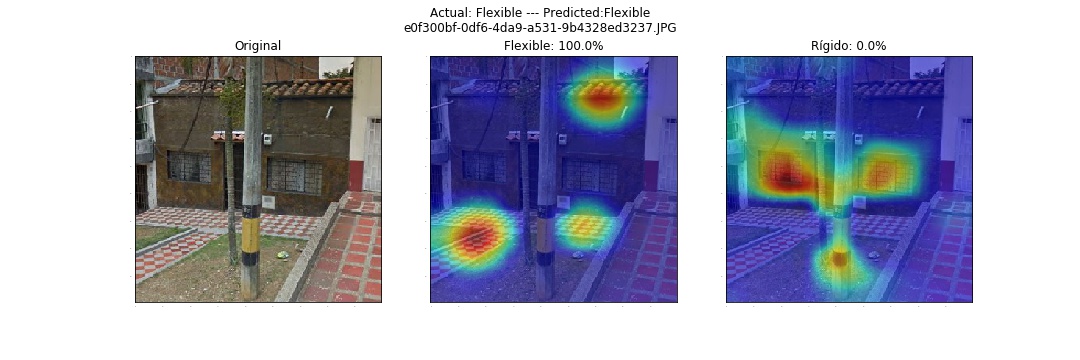 Actual: Flexible --- Predicted:Flexible
e0f300bf-0df6-4da9-a531-9b4328ed3237.JPG
Original
Flexible: 100.0%
Rígido: 0.0%